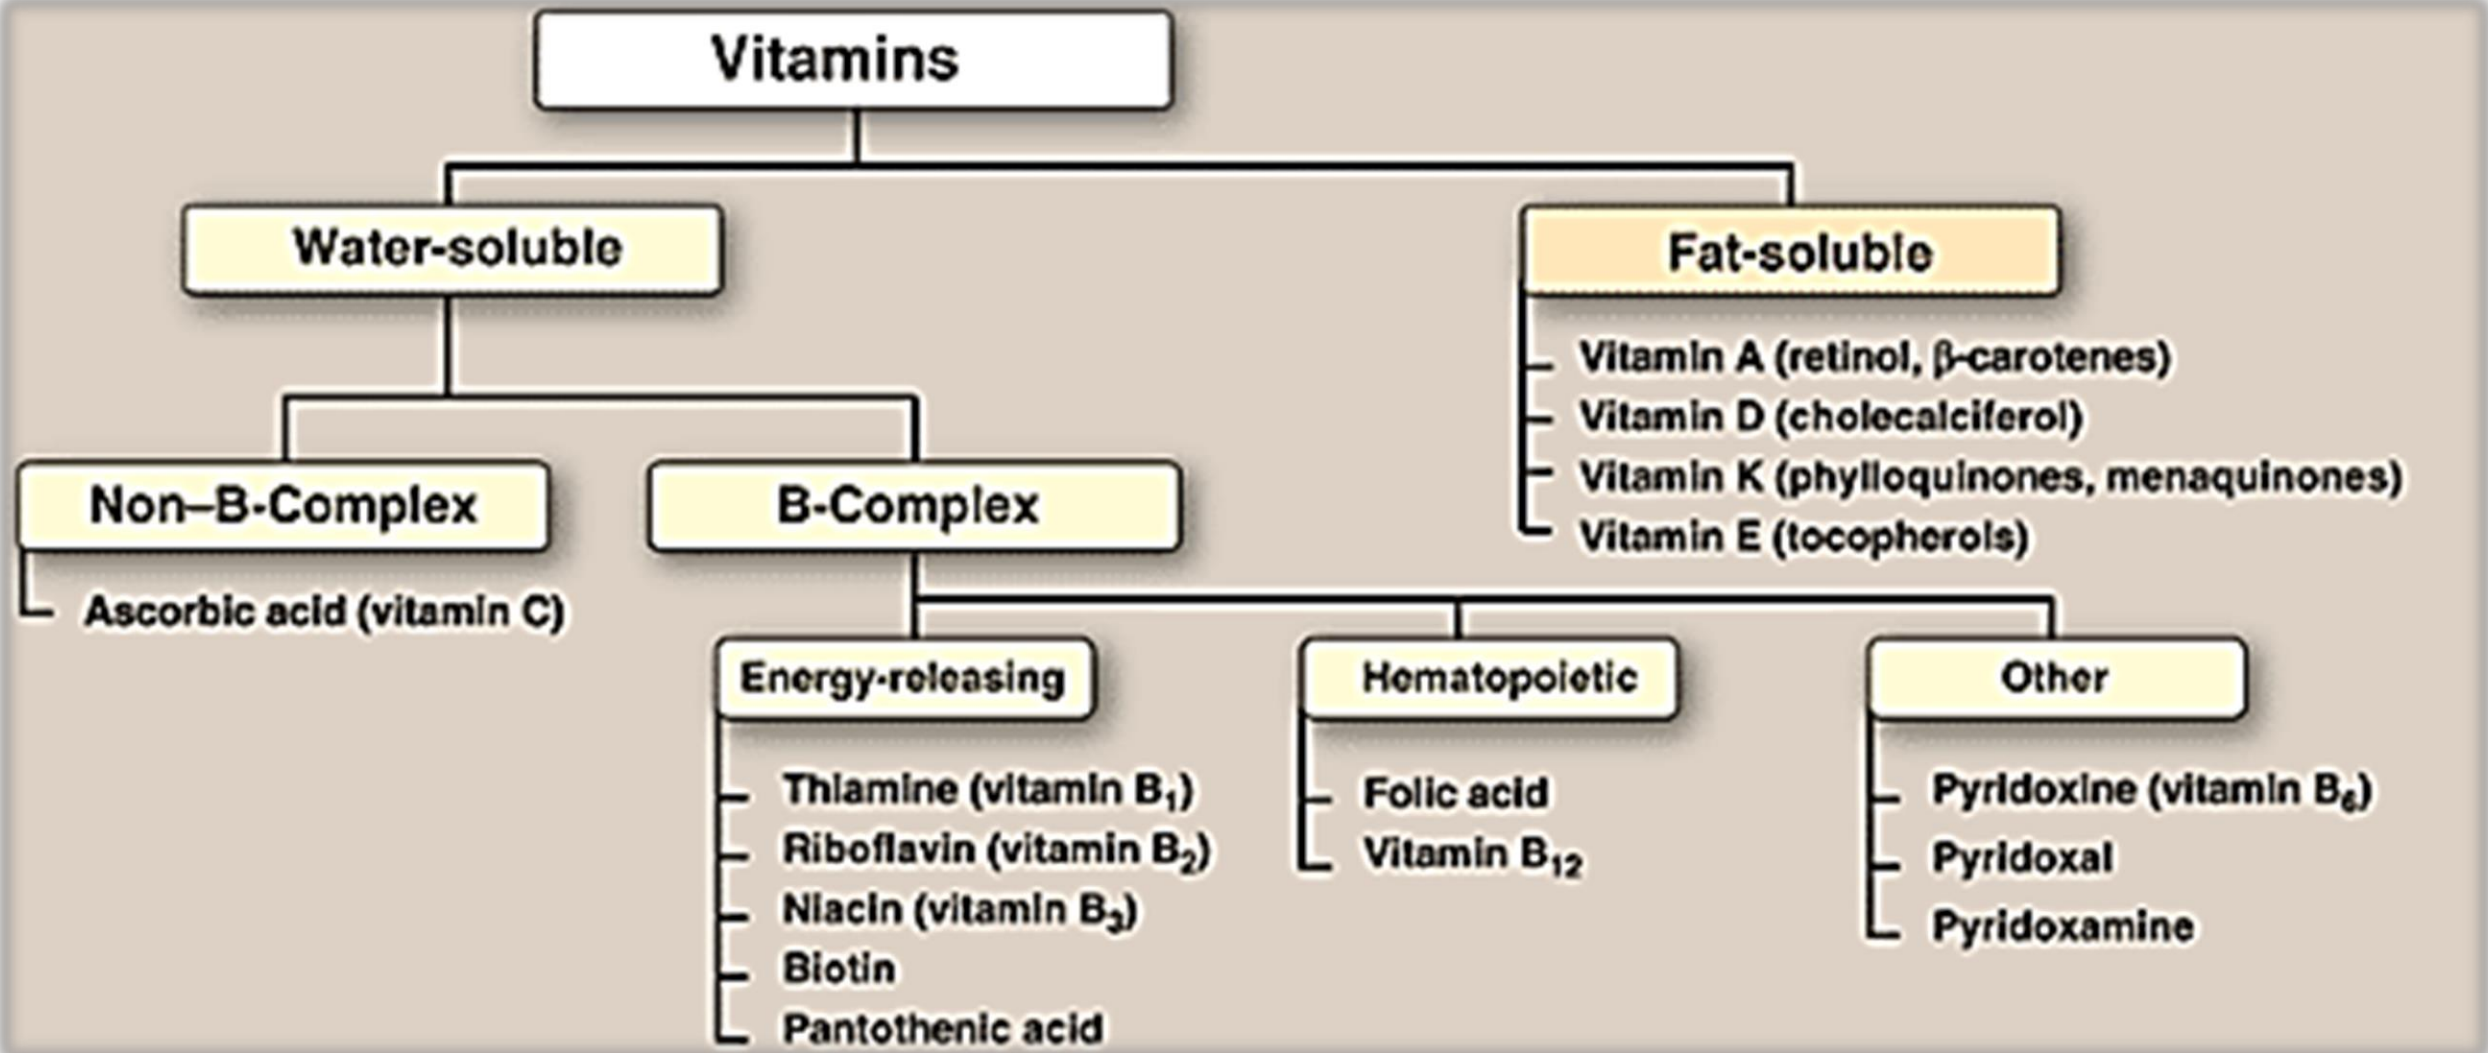 Vitamins
Water-soluble
Fat-soluble
Vitamin A (retinol, β-carotenes)
Vitamin D (cholecalciferol)
Vitamin K (phylloquinones, menaquinones)
Vitamin E (tocopherols)
Non–B-Complex
B-Complex
Ascorbic acid (vitamin C)
Energy-releasing
Hematopoietic
Other
Thiamine (vitamin B₁)
Riboflavin (vitamin B₂)
Niacin (vitamin B₃)
Biotin
Pantothenic acid
Folic acid
Vitamin B₁₂
Pyridoxine (vitamin B₆)
Pyridoxal
Pyridoxamine